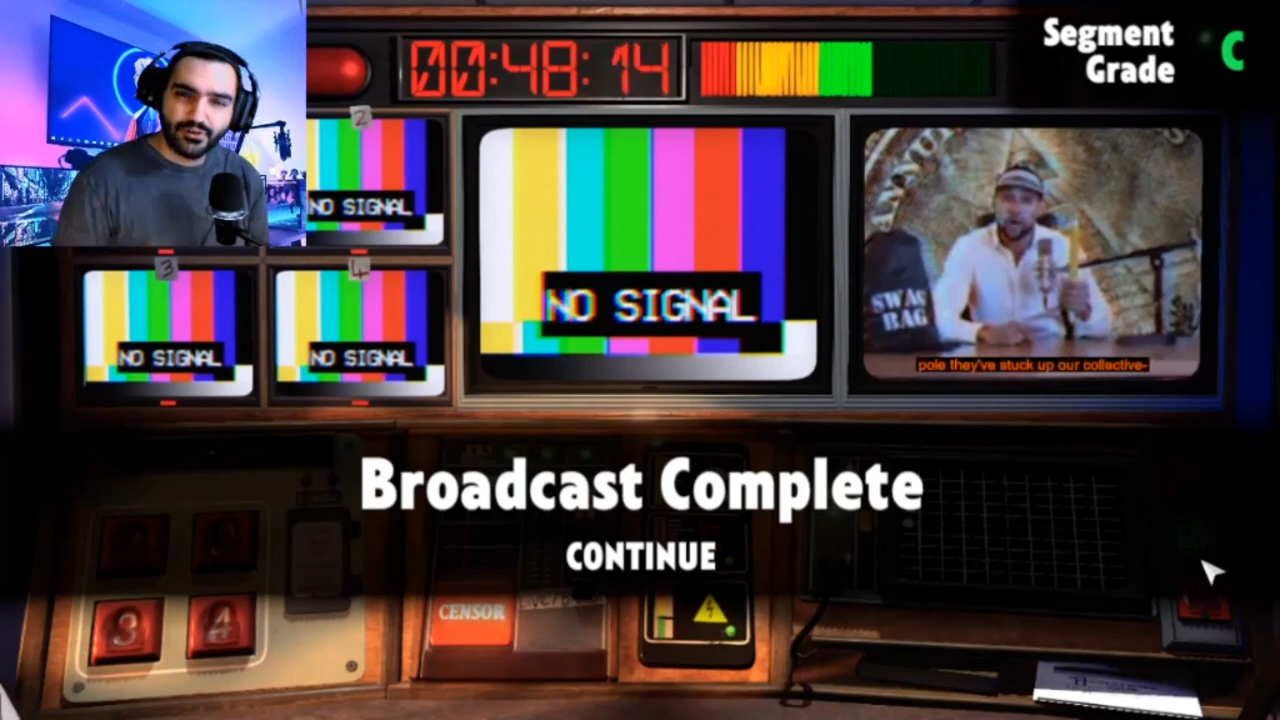 00:48:14
Segment
Grade
C
2
NO SIGNAL
NO SIGNAL
3
4
NO SIGNAL
NO SIGNAL
SWAG
BAG
pole they've stuck up our collective-
Broadcast Complete
CONTINUE
CENSOR
3
4